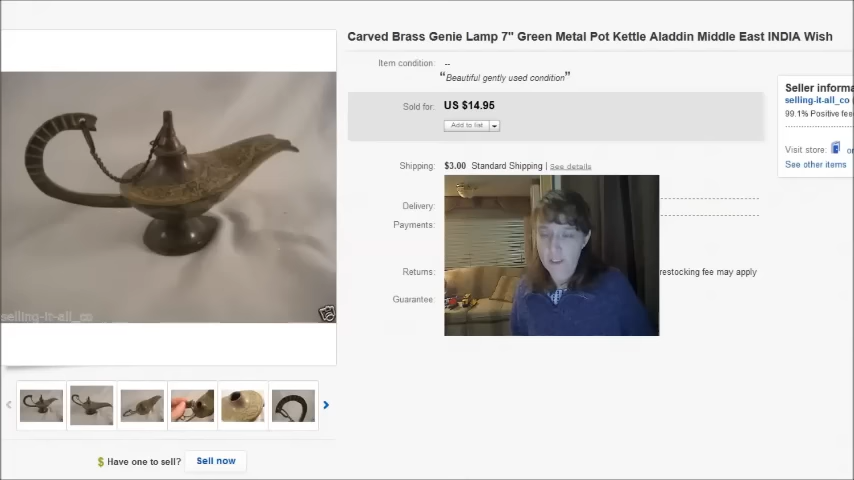 Carved Brass Genie Lamp 7" Green Metal Pot Kettle Aladdin Middle East INDIA Wish
Item condition: --
“Beautiful gently used condition”
Sold for: US $14.95
Add to list
Shipping: $3.00 Standard Shipping | See details
Delivery:
Payments:
Returns: restocking fee may apply
Guarantee:
Seller informa
selling-it-all_co
99.1% Positive fee
Visit store:
See other items
selling-it-all_co
$ Have one to sell? Sell now